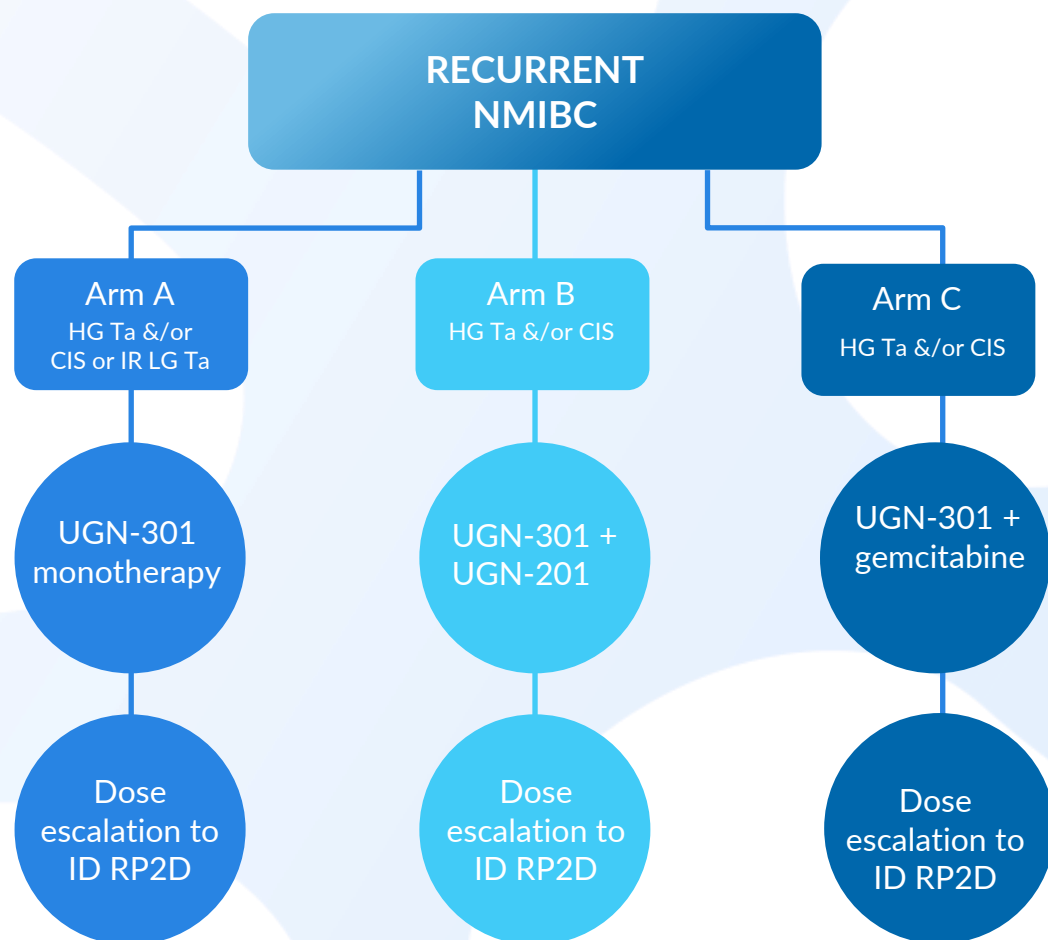 RECURRENT
NMIBC
Arm A
HG Ta &/or
CIS or IR LG Ta
Arm B
HG Ta &/or CIS
Arm C
HG Ta &/or CIS
UGN-301
monotherapy
UGN-301 +
UGN-201
UGN-301 +
gemcitabine
Dose
escalation to
ID RP2D
Dose
escalation to
ID RP2D
Dose
escalation to
ID RP2D